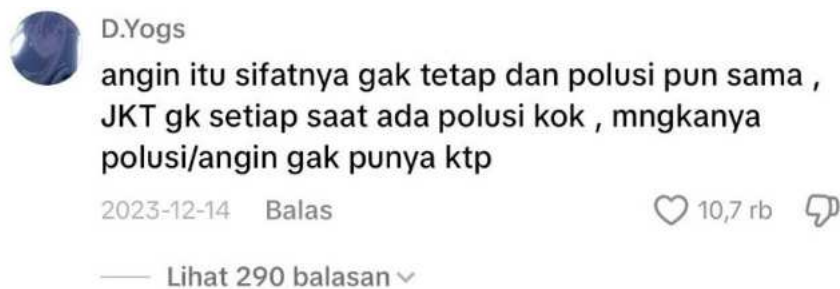 D.Yogs
angin itu sifatnya gak tetap dan polusi pun sama ,
JKT gk setiap saat ada polusi kok , mngkanya
polusi/angin gak punya ktp
2023-12-14 Balas 10,7 rb
Lihat 290 balasan